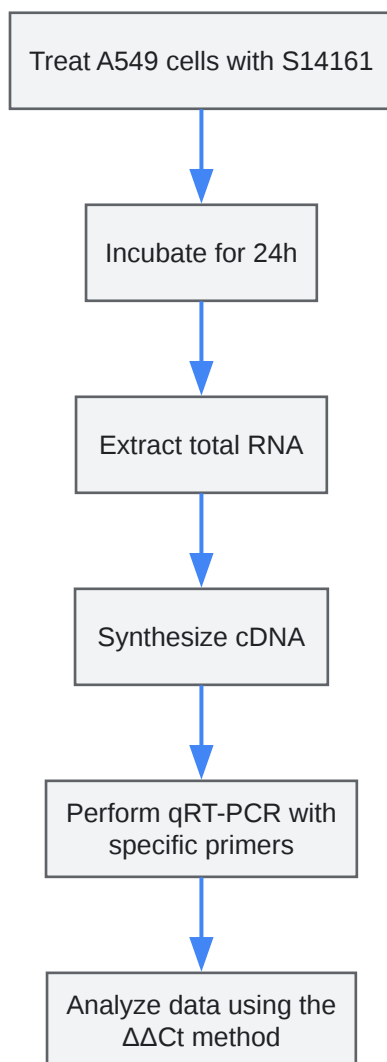 Treat A549 cells with S14161
Incubate for 24h
Extract total RNA
Synthesize cDNA
Perform qRT-PCR with
specific primers
Analyze data using the
ΔΔCt method